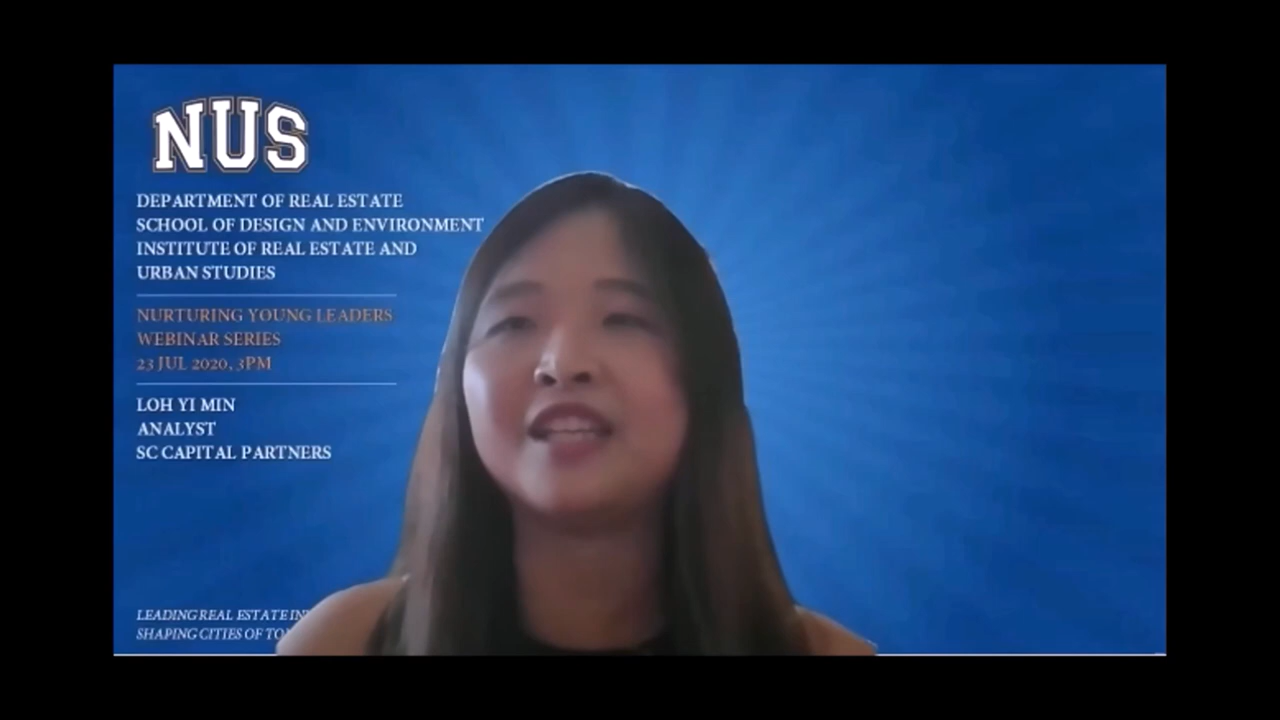 NUS
DEPARTMENT OF REAL ESTATE
SCHOOL OF DESIGN AND ENVIRONMENT
INSTITUTE OF REAL ESTATE AND
URBAN STUDIES
NURTURING YOUNG LEADERS
WEBINAR SERIES
23 JUL 2020, 3PM
LOH YI MIN
ANALYST
SC CAPITAL PARTNERS
LEADING REAL ESTATE
SHAPING CITIES OF